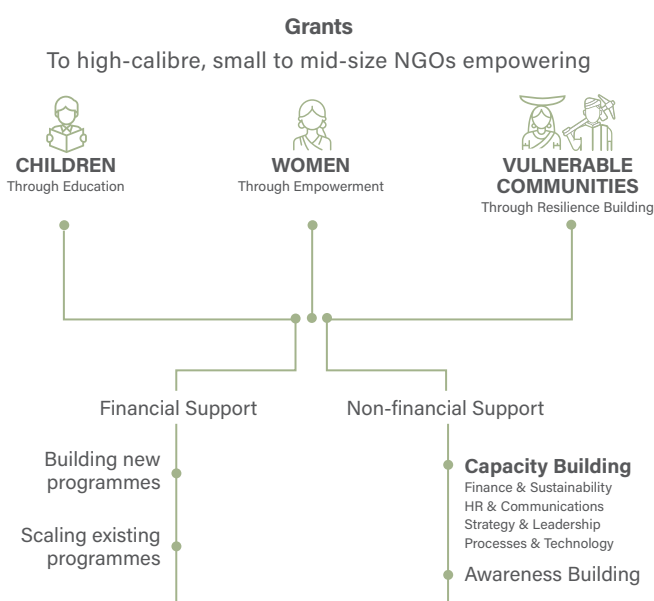 Grants
To high-calibre, small to mid-size NGOs empowering
CHILDREN
Through Education
WOMEN
Through Empowerment
VULNERABLE
COMMUNITIES
Through Resilience Building
Financial Support
Building new
programmes
Scaling existing
programmes
Non-financial Support
Capacity Building
Finance & Sustainability
HR & Communications
Strategy & Leadership
Processes & Technology
Awareness Building